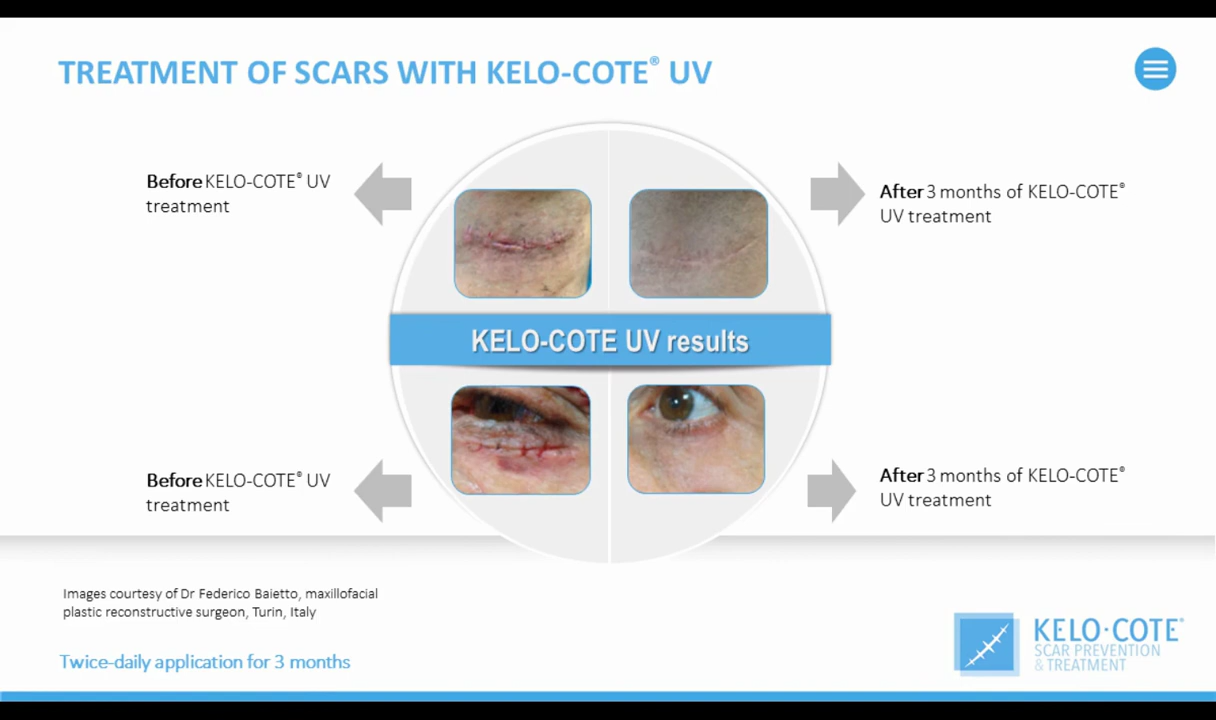 TREATMENT OF SCARS WITH KELO-COTE® UV
Before KELO-COTE® UV
treatment
After 3 months of KELO-COTE®
UV treatment
KELO-COTE UV results
Before KELO-COTE® UV
treatment
After 3 months of KELO-COTE®
UV treatment
Images courtesy of Dr Federico Baietto, maxillofacial
plastic reconstructive surgeon, Turin, Italy
Twice-daily application for 3 months
KELO·COTE®
SCAR PREVENTION
& TREATMENT